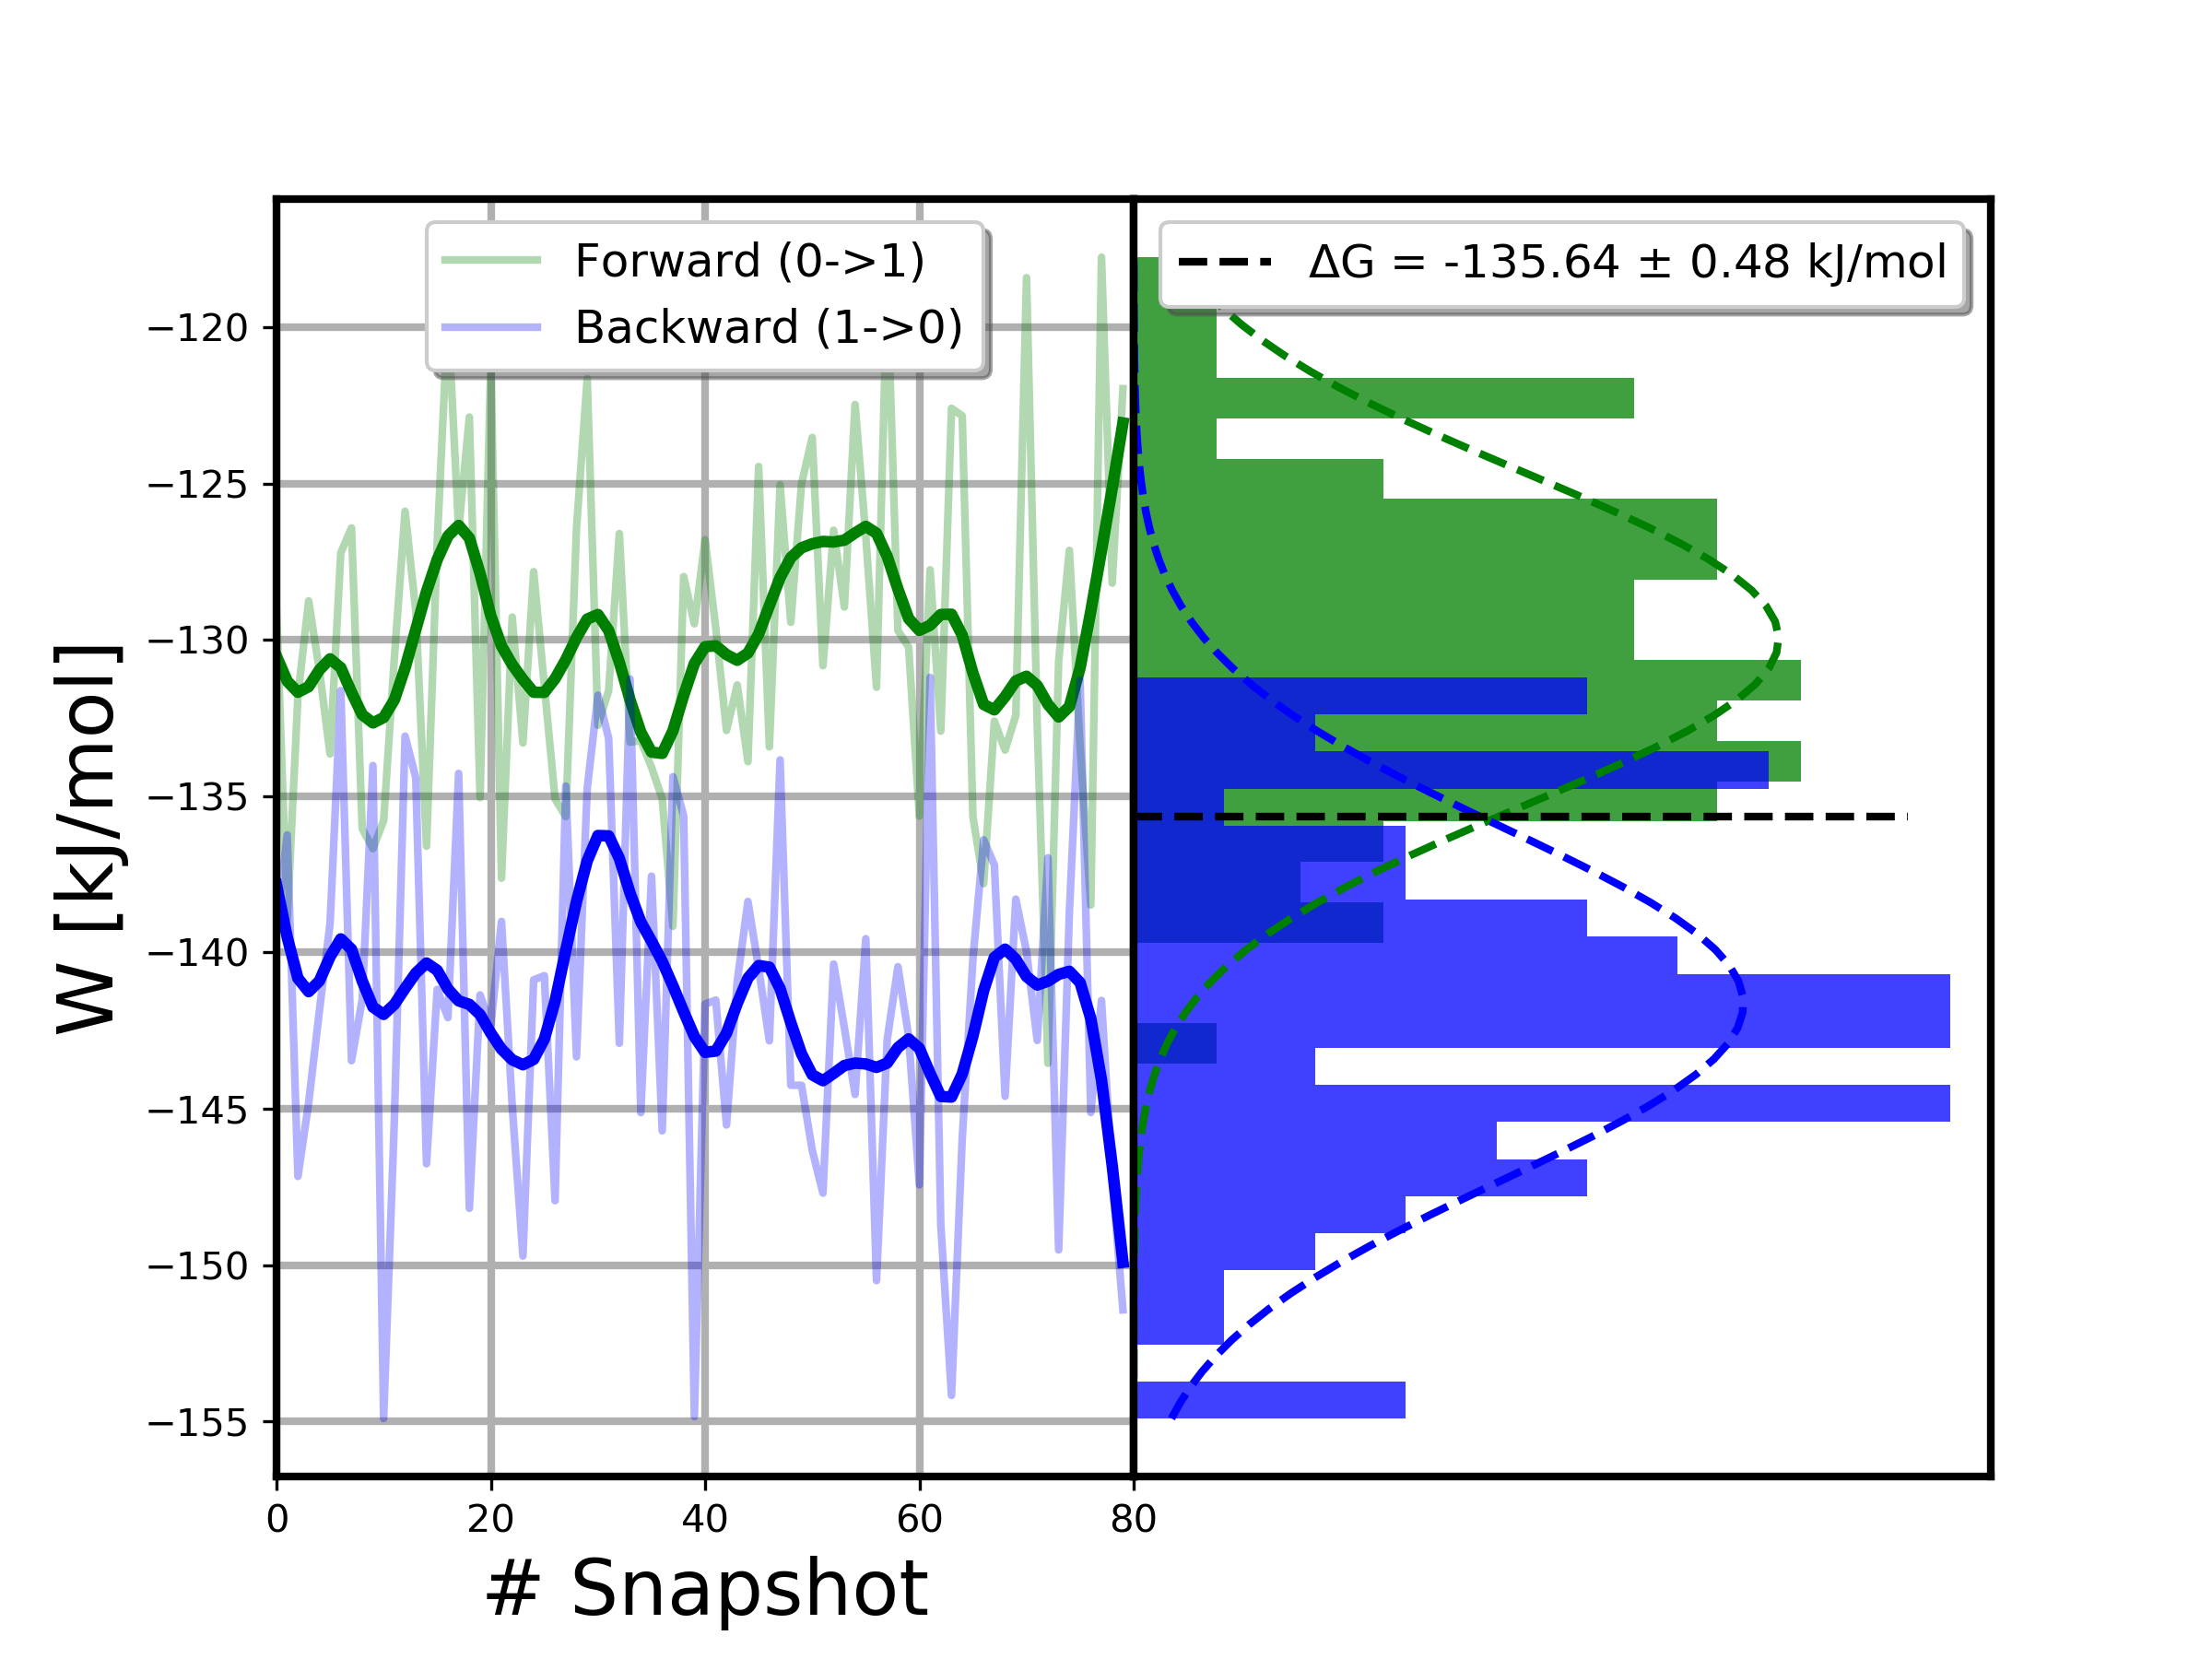 Forward (0->1)
Backward (1->0)
ΔG = -135.64 ± 0.48 kJ/mol
W [kJ/mol]
−120
−125
−130
−135
−140
−145
−150
−155
0 20 40 60 80
# Snapshot